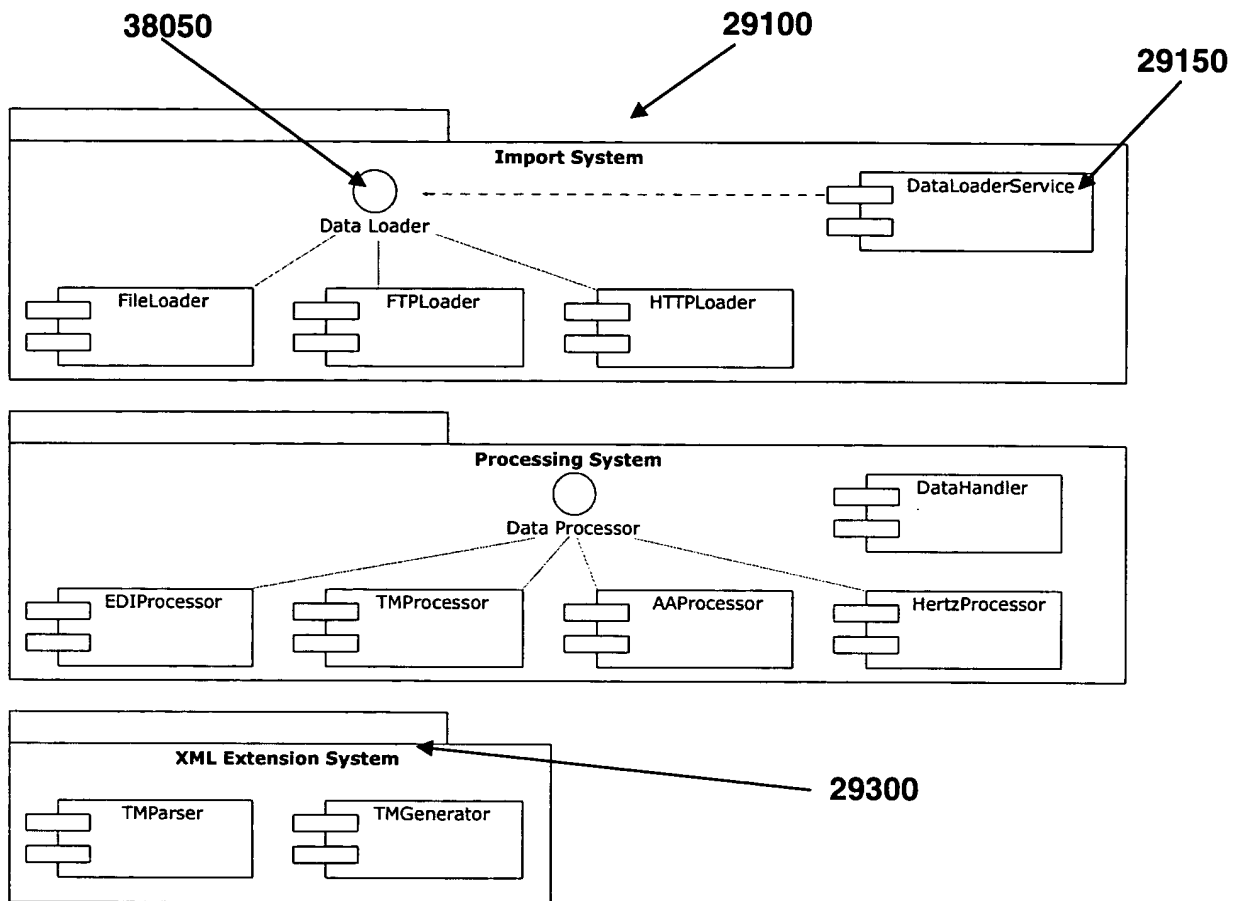 38050
29100
29150
Import System
DataLoaderService
Data Loader
FileLoader
FTPLoader
HTTPLoader
Processing System
DataHandler
Data Processor
EDIProcessor
TMProcessor
AAProcessor
HertzProcessor
XML Extension System
29300
TMParser
TMGenerator